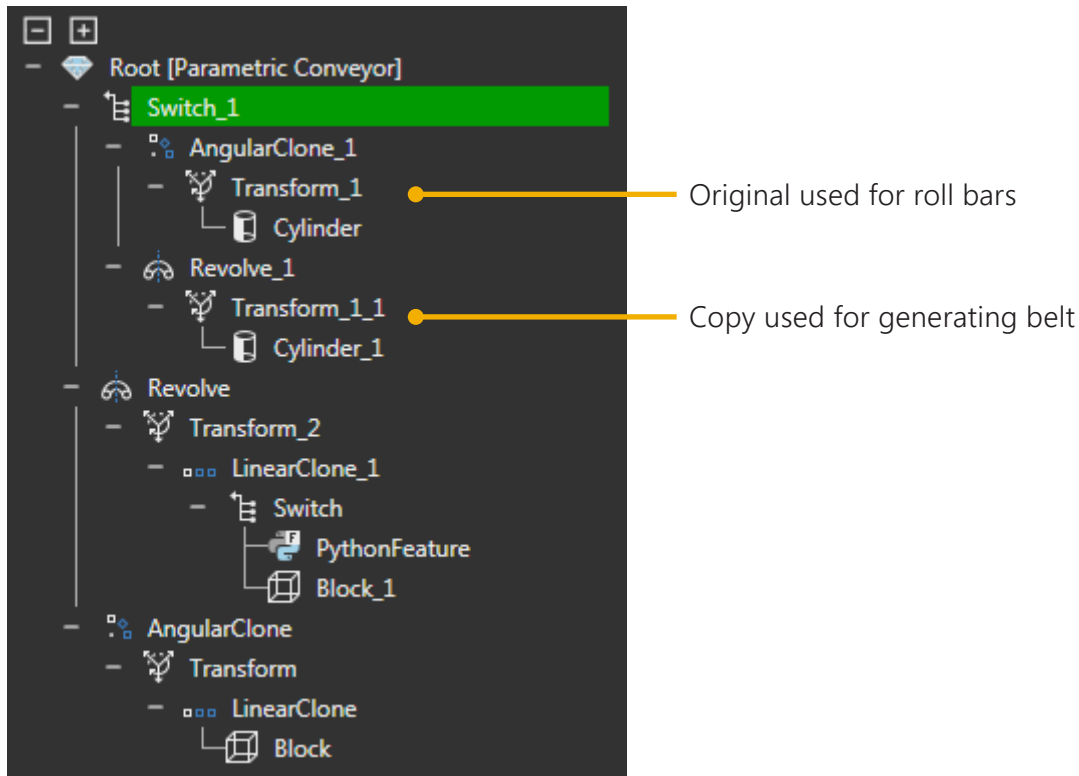 Root [Parametric Conveyor]
Switch_1
AngularClone_1
Transform_1
Original used for roll bars
Cylinder
Revolve_1
Transform_1_1
Copy used for generating belt
Cylinder_1
Revolve
Transform_2
LinearClone_1
Switch
F
PythonFeature
Block_1
AngularClone
Transform
LinearClone
Block